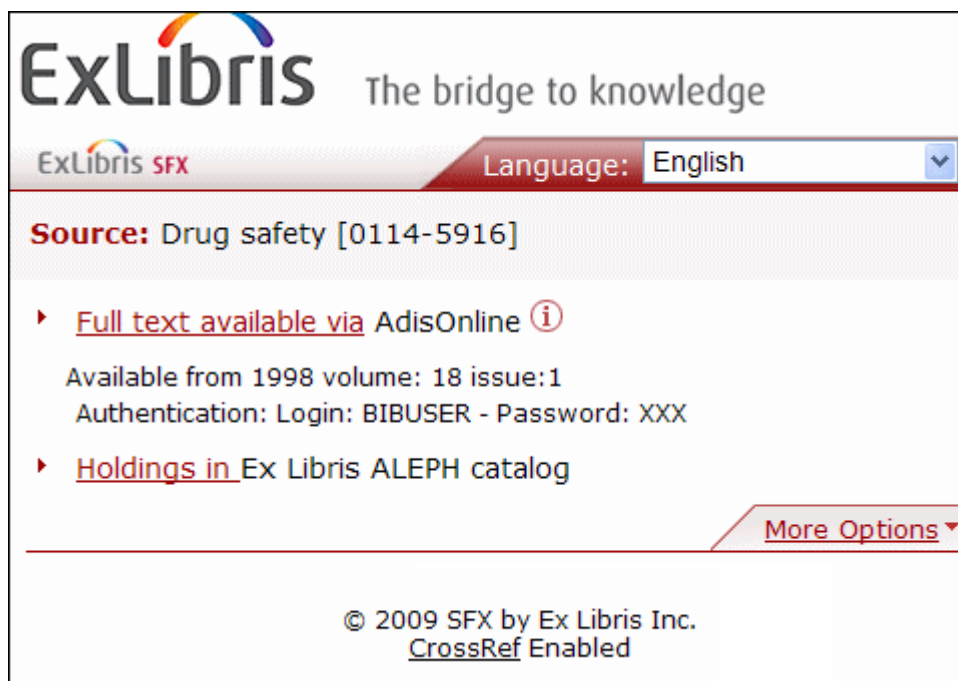 ExLibris The bridge to knowledge
ExLibris SFX Language: English
Source: Drug safety [0114-5916]
Full text available via AdisOnline i
Available from 1998 volume: 18 issue:1
Authentication: Login: BIBUSER - Password: XXX
Holdings in Ex Libris ALEPH catalog
More Options
© 2009 SFX by Ex Libris Inc.
CrossRef Enabled